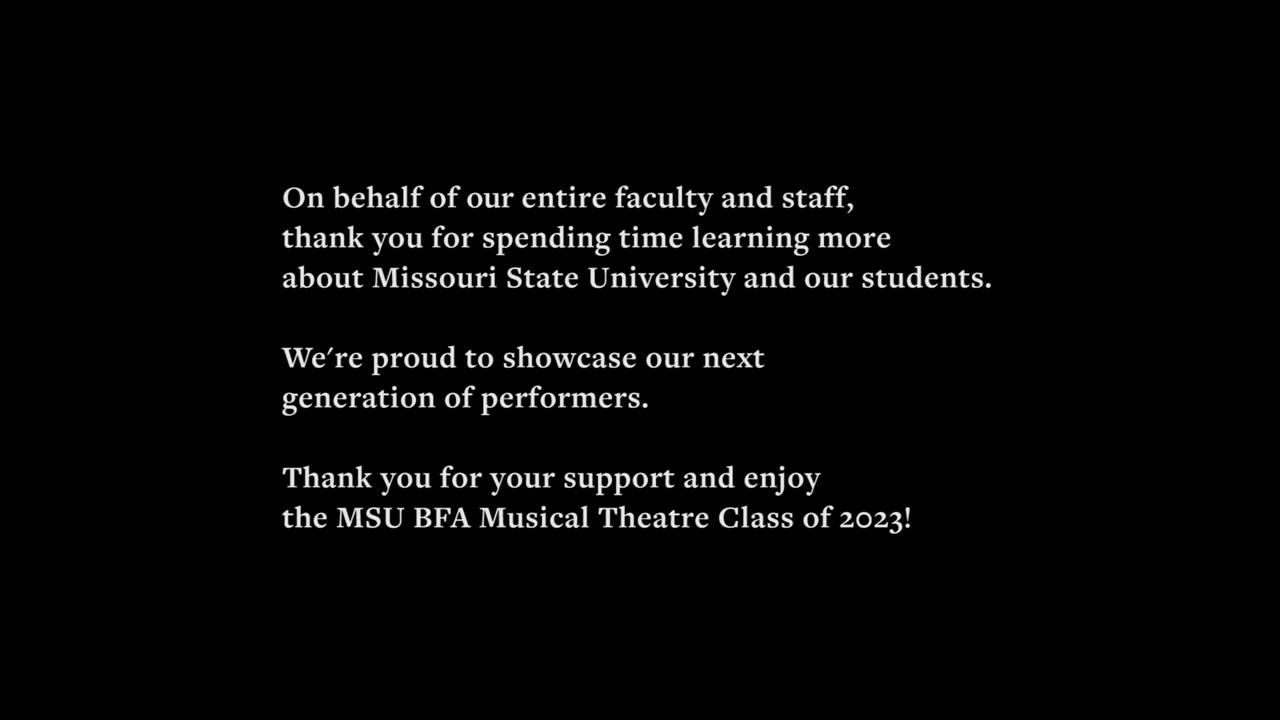 On behalf of our entire faculty and staff,
thank you for spending time learning more
about Missouri State University and our students.
We're proud to showcase our next
generation of performers.
Thank you for your support and enjoy
the MSU BFA Musical Theatre Class of 2023!